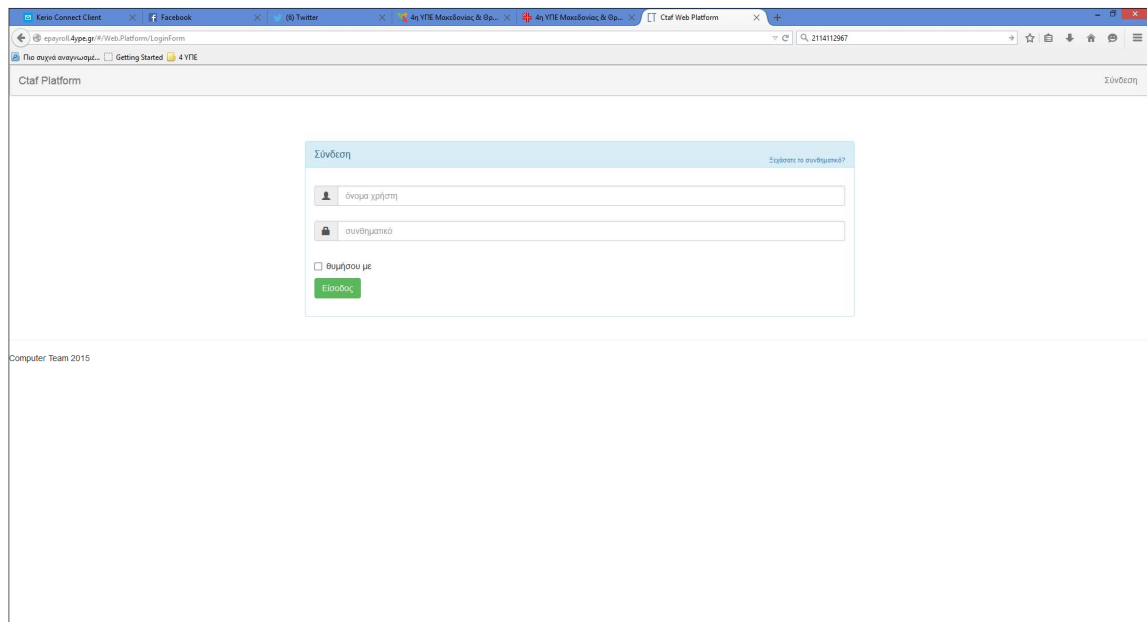 Kerio Connect Client
Facebook
(6) Twitter
4η ΥΠΕ Μακεδονίας & Θρ...
4η ΥΠΕ Μακεδονίας & Θρ...
Ctaf Web Platform
epayroll.4ype.gr/#/Web.Platform/LoginForm
2114112967
Πιο συχνά αναγνωσμέ...
Getting Started
4 ΥΠΕ
Ctaf Platform
Σύνδεση
Σύνδεση
Ξεχάσατε το συνθηματικό?
όνομα χρήστη
συνθηματικό
θυμήσου με
Είσοδος
Computer Team 2015